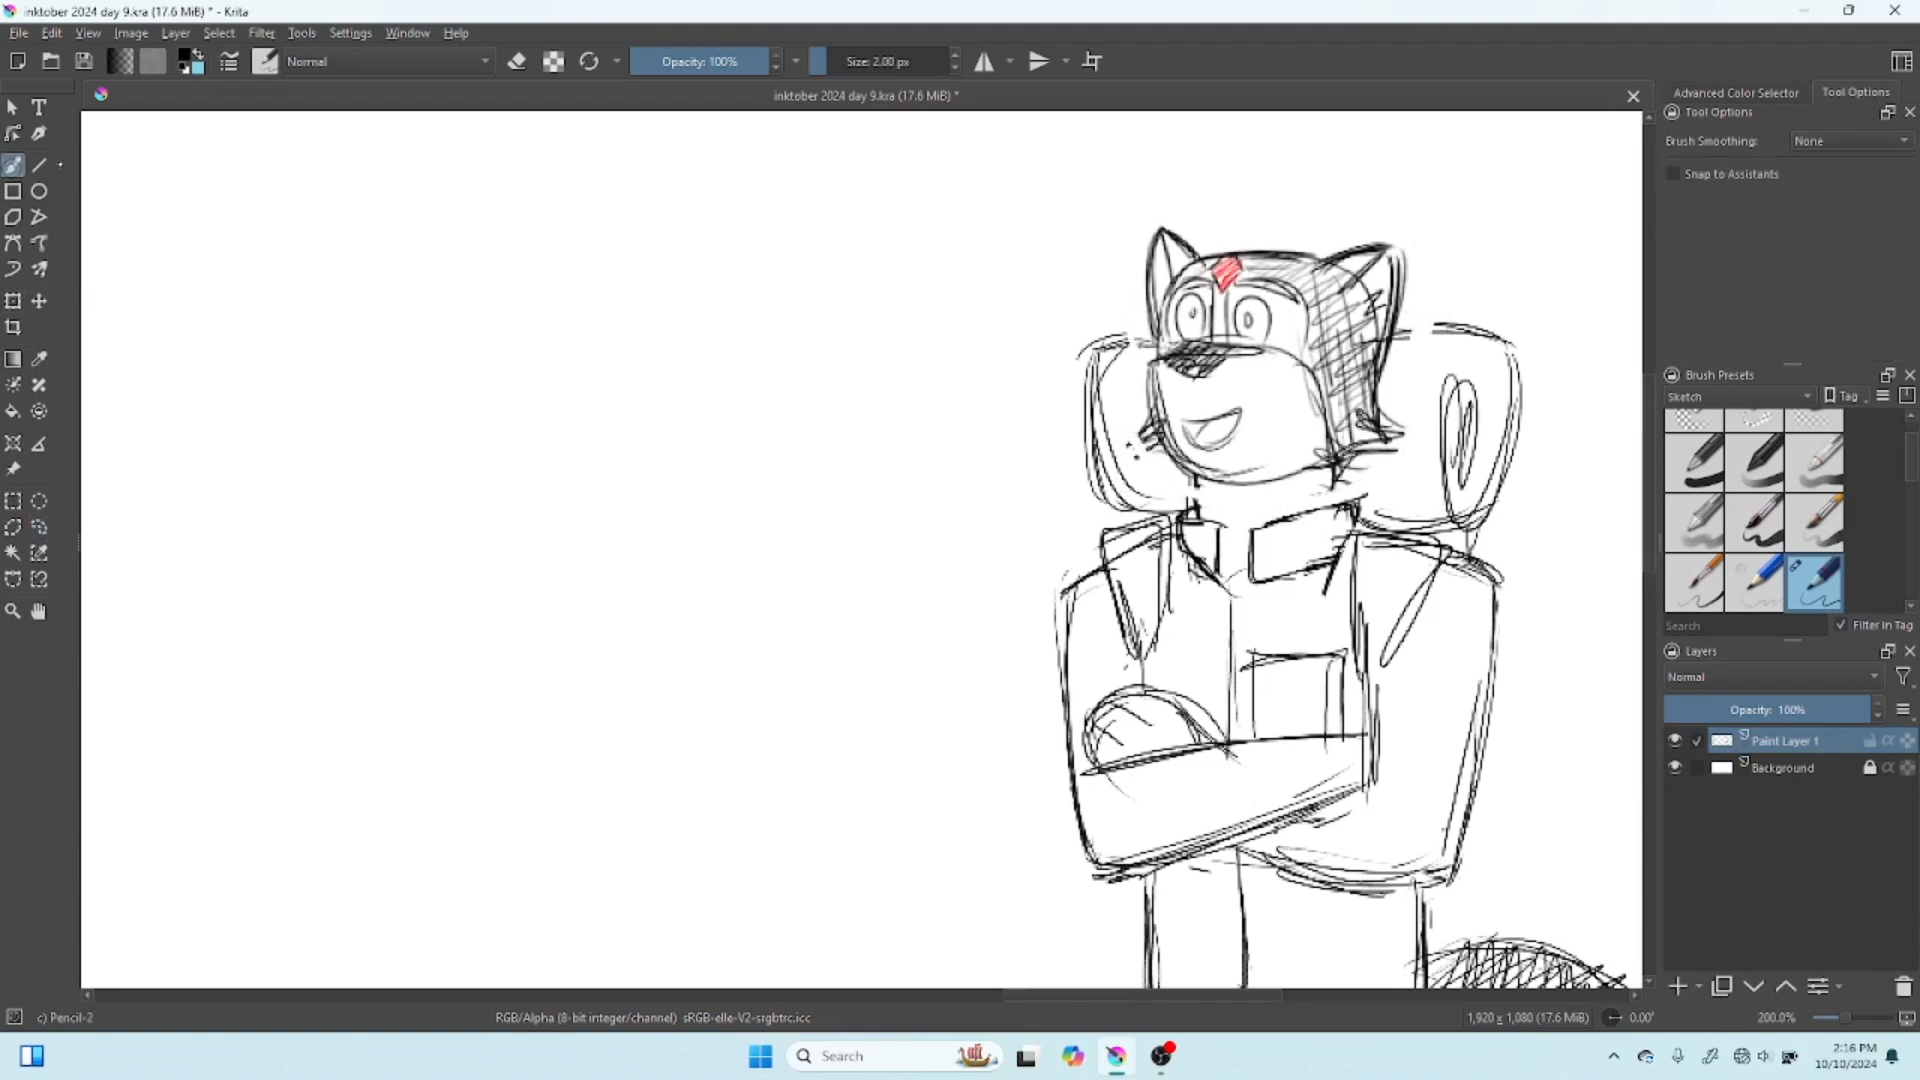 inktober 2024 day 9.kra (17.6 MiB) * - Krita
File Edit View Image Layer Select Filter Tools Settings Window Help
Normal Opacity: 100% Size: 2.00 px
inktober 2024 day 9.kra (17.6 MiB) *
Advanced Color Selector Tool Options
Tool Options
Brush Smoothing: None
Snap to Assistants
Brush Presets
Sketch Tag
Search Filter in Tag
Layers
Normal
Opacity: 100%
Paint Layer 1
Background
c) Pencil-2 RGB/Alpha (8-bit integer/channel) sRGB-elle-V2-srgbtrc.icc 1,920 x 1,080 (17.6 MiB) 0.00° 200.0%
Search
2:16 PM
10/10/2024